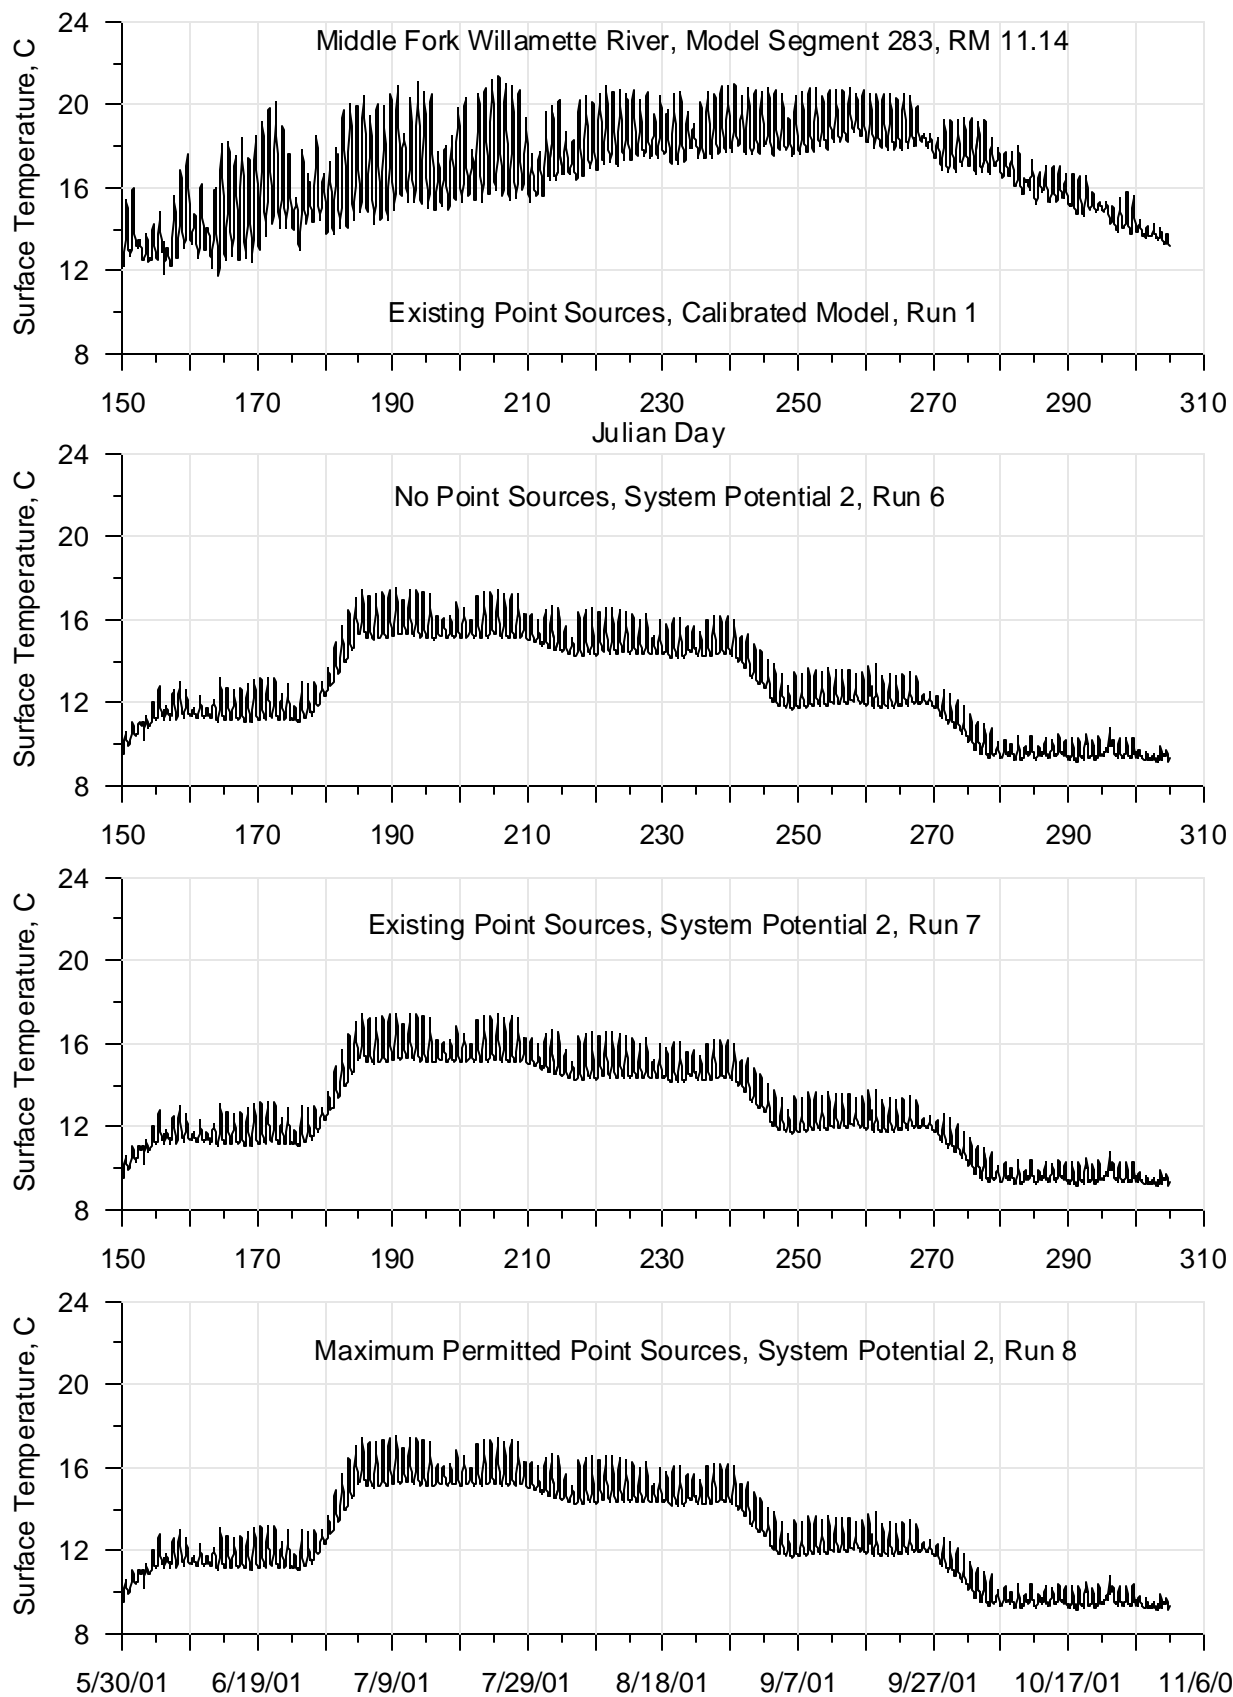 24
Middle Fork Willamette River, Model Segment 283, RM 11.14
20
16
12
Existing Point Sources, Calibrated Model, Run 1
8
Surface Temperature, C
150 170 190 210 230 250 270 290 310
Julian Day
24
No Point Sources, System Potential 2, Run 6
20
16
12
8
Surface Temperature, C
150 170 190 210 230 250 270 290 310
24
Existing Point Sources, System Potential 2, Run 7
20
16
12
8
Surface Temperature, C
150 170 190 210 230 250 270 290 310
24
Maximum Permitted Point Sources, System Potential 2, Run 8
20
16
12
8
Surface Temperature, C
5/30/01 6/19/01 7/9/01 7/29/01 8/18/01 9/7/01 9/27/01 10/17/01 11/6/0